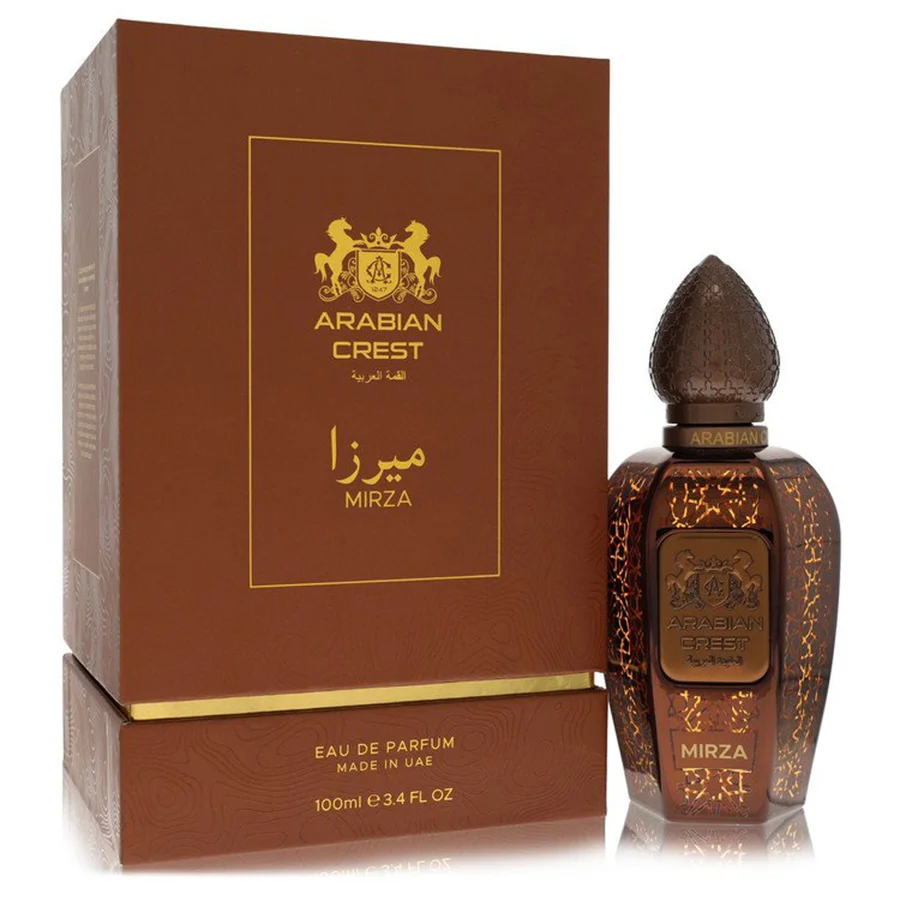 1247
ARABIAN
CREST
القمة العربية
ميرزا
MIRZA
EAU DE PARFUM
MADE IN UAE
100ml ℮ 3.4 FL OZ
ARABIAN C
ARABIAN
CREST
القمة العربية
MIRZA